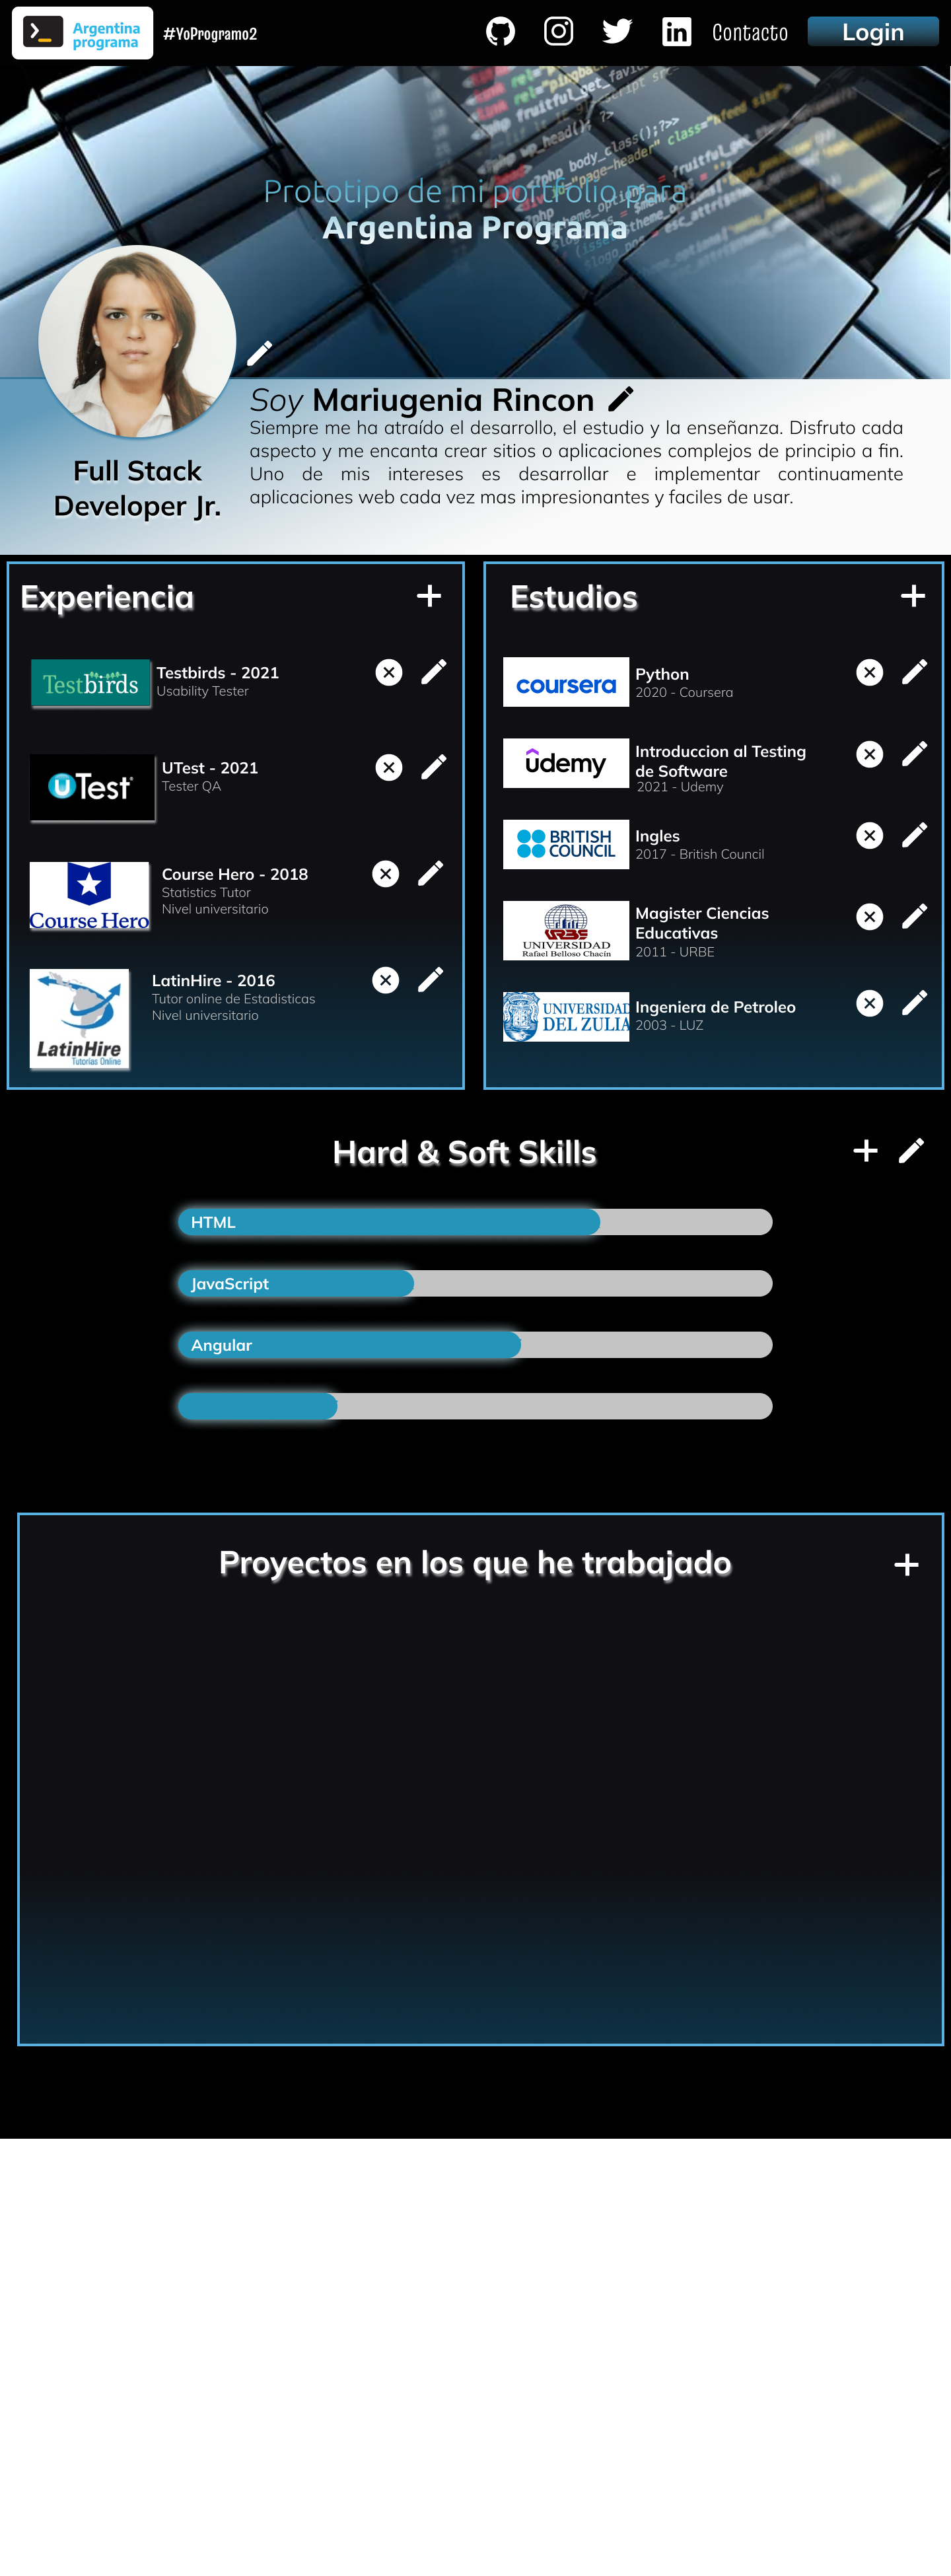 Argentina
programa
#YoProgramo2
Contacto
Login
Prototipo de mi portfolio para
Argentina Programa
Soy Mariugenia Rincon
Siempre me ha atraído el desarrollo, el estudio y la enseñanza. Disfruto cada
aspecto y me encanta crear sitios o aplicaciones complejos de principio a fin.
Uno de mis intereses es desarrollar e implementar continuamente
aplicaciones web cada vez mas impresionantes y faciles de usar.
Full Stack
Developer Jr.
Experiencia
Testbirds
Testbirds - 2021
Usability Tester
uTest
UTest - 2021
Tester QA
Course Hero
Course Hero - 2018
Statistics Tutor
Nivel universitario
LatinHire
Tutorías Online
LatinHire - 2016
Tutor online de Estadisticas
Nivel universitario
Estudios
coursera
Python
2020 - Coursera
udemy
Introduccion al Testing
de Software
2021 - Udemy
BRITISH
COUNCIL
Ingles
2017 - British Council
URBE
UNIVERSIDAD
Rafael Belloso Chacín
Magister Ciencias
Educativas
2011 - URBE
UNIVERSIDAD
DEL ZULIA
Ingeniera de Petroleo
2003 - LUZ
Hard & Soft Skills
HTML
JavaScript
Angular
Proyectos en los que he trabajado